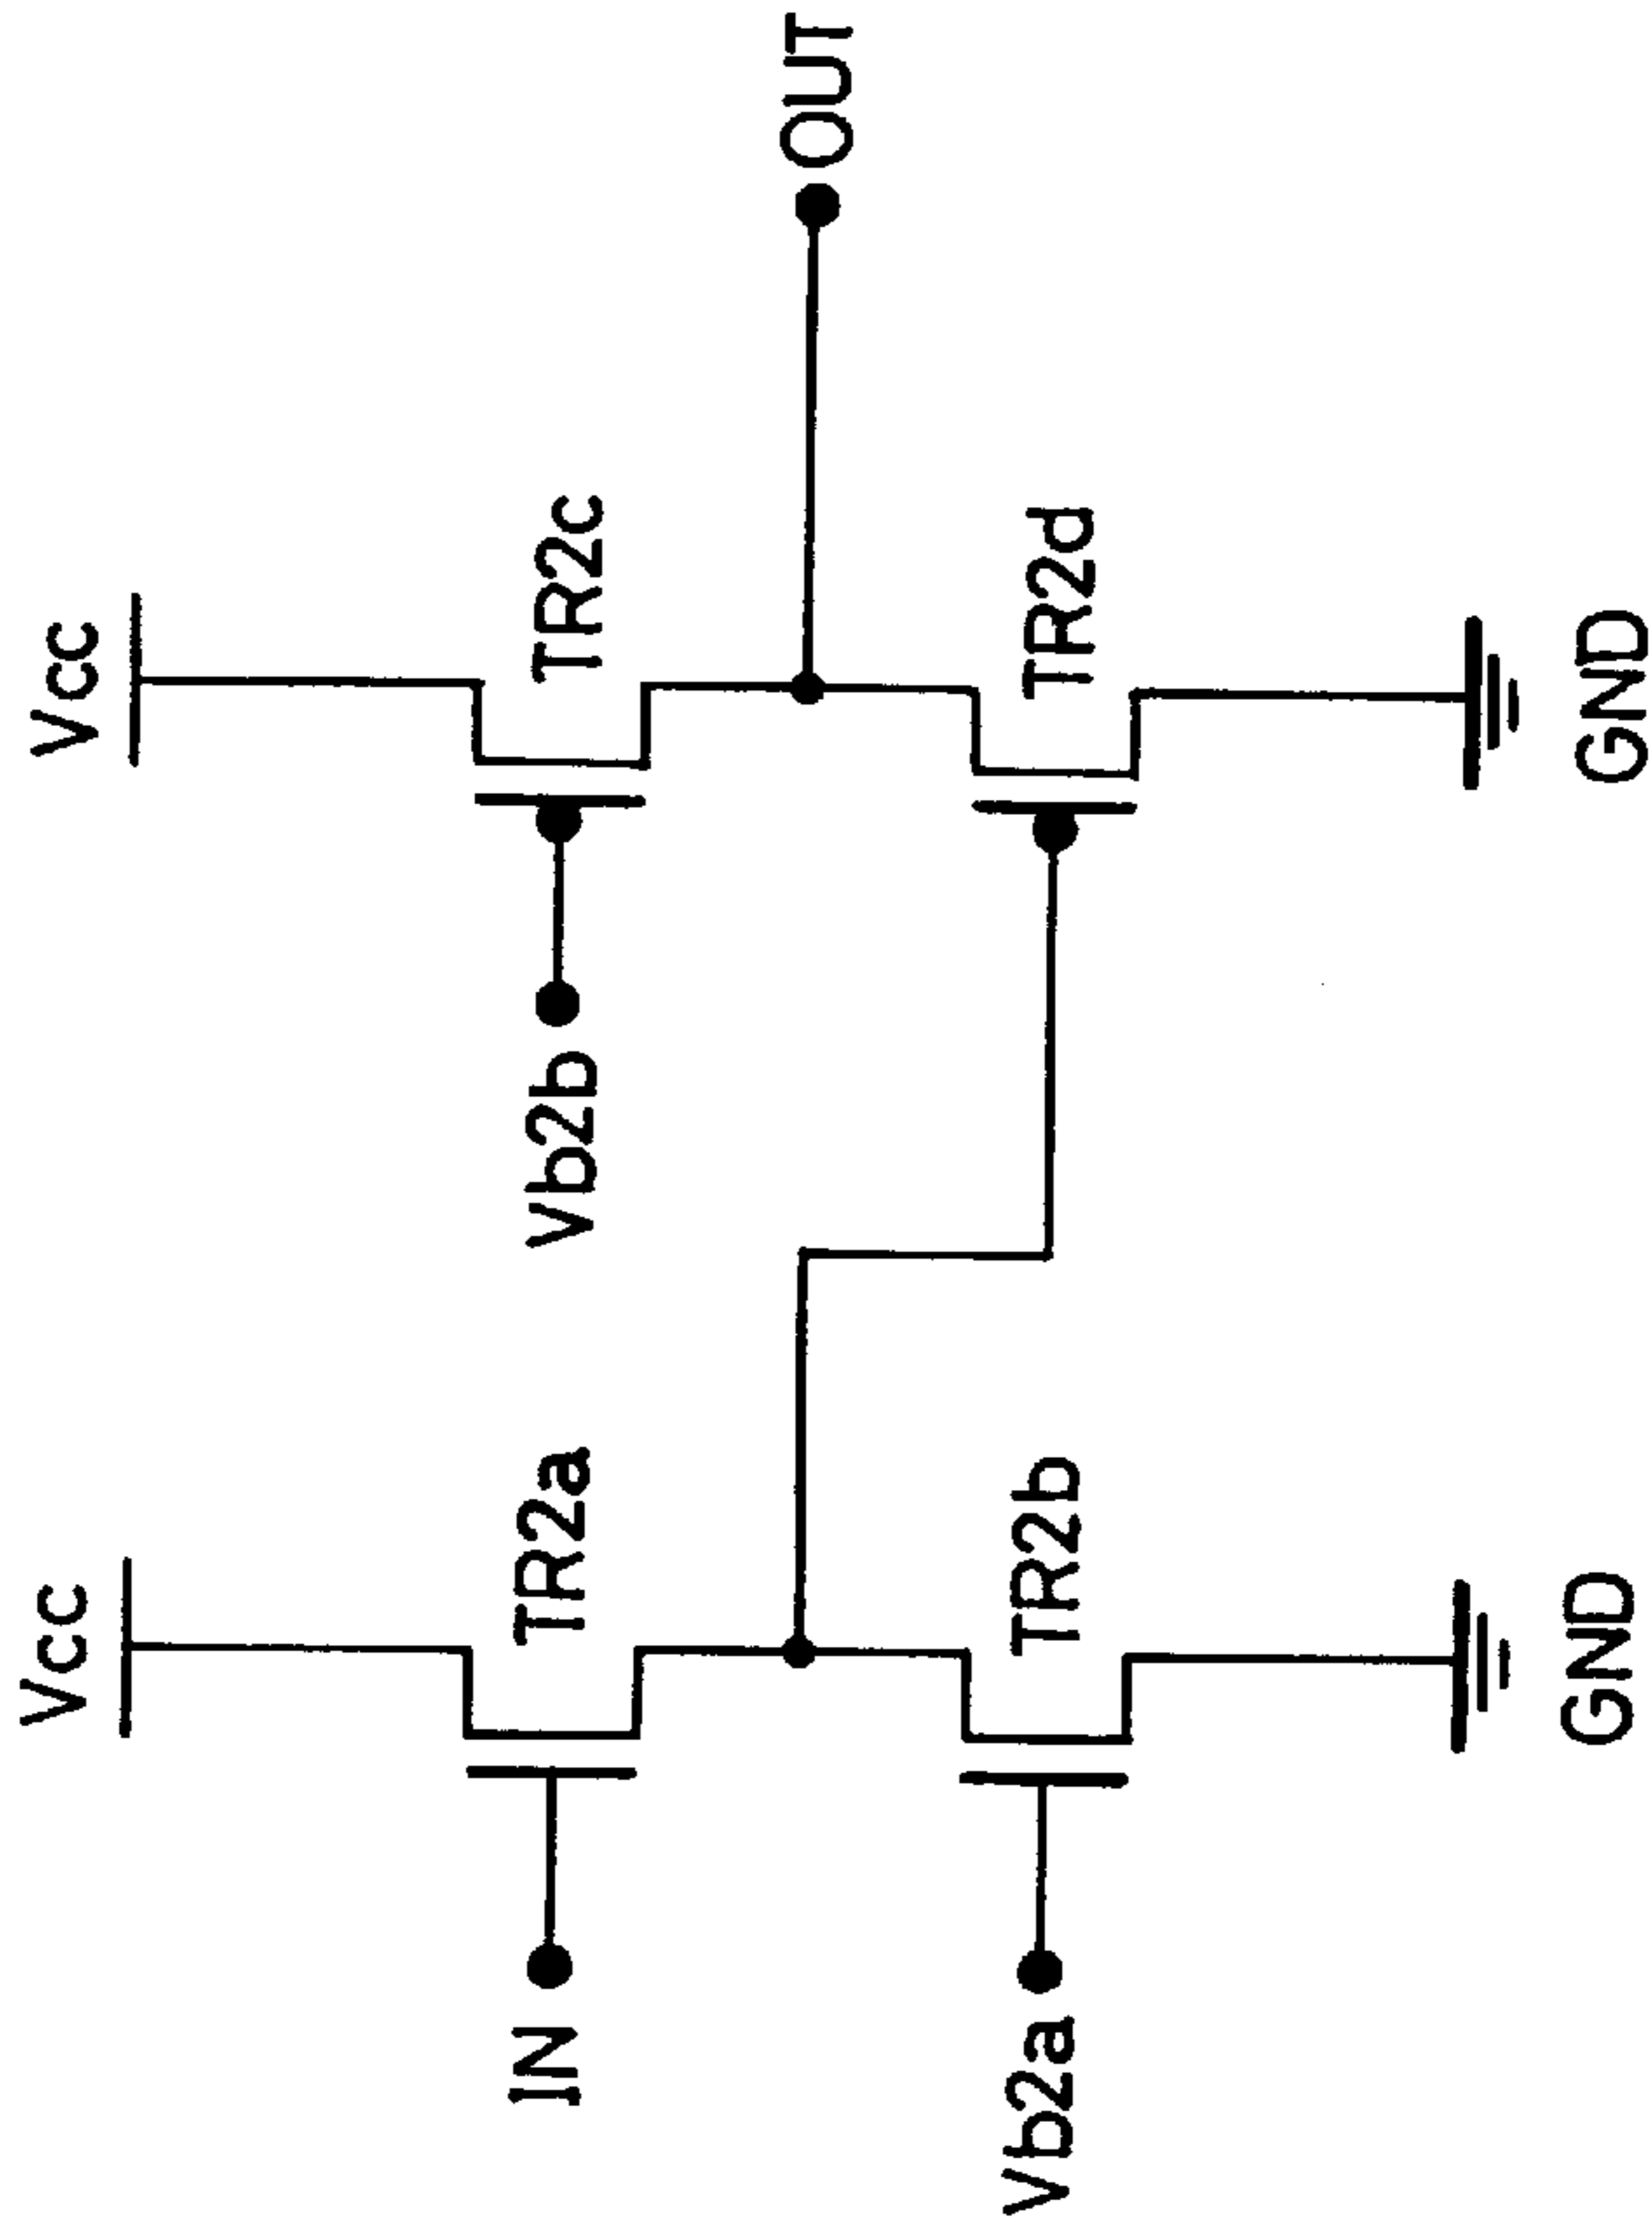 Vcc
Vcc
IN
TR2a
Vb2b
TR2c
OUT
Vb2a
TR2b
TR2d
GND
GND